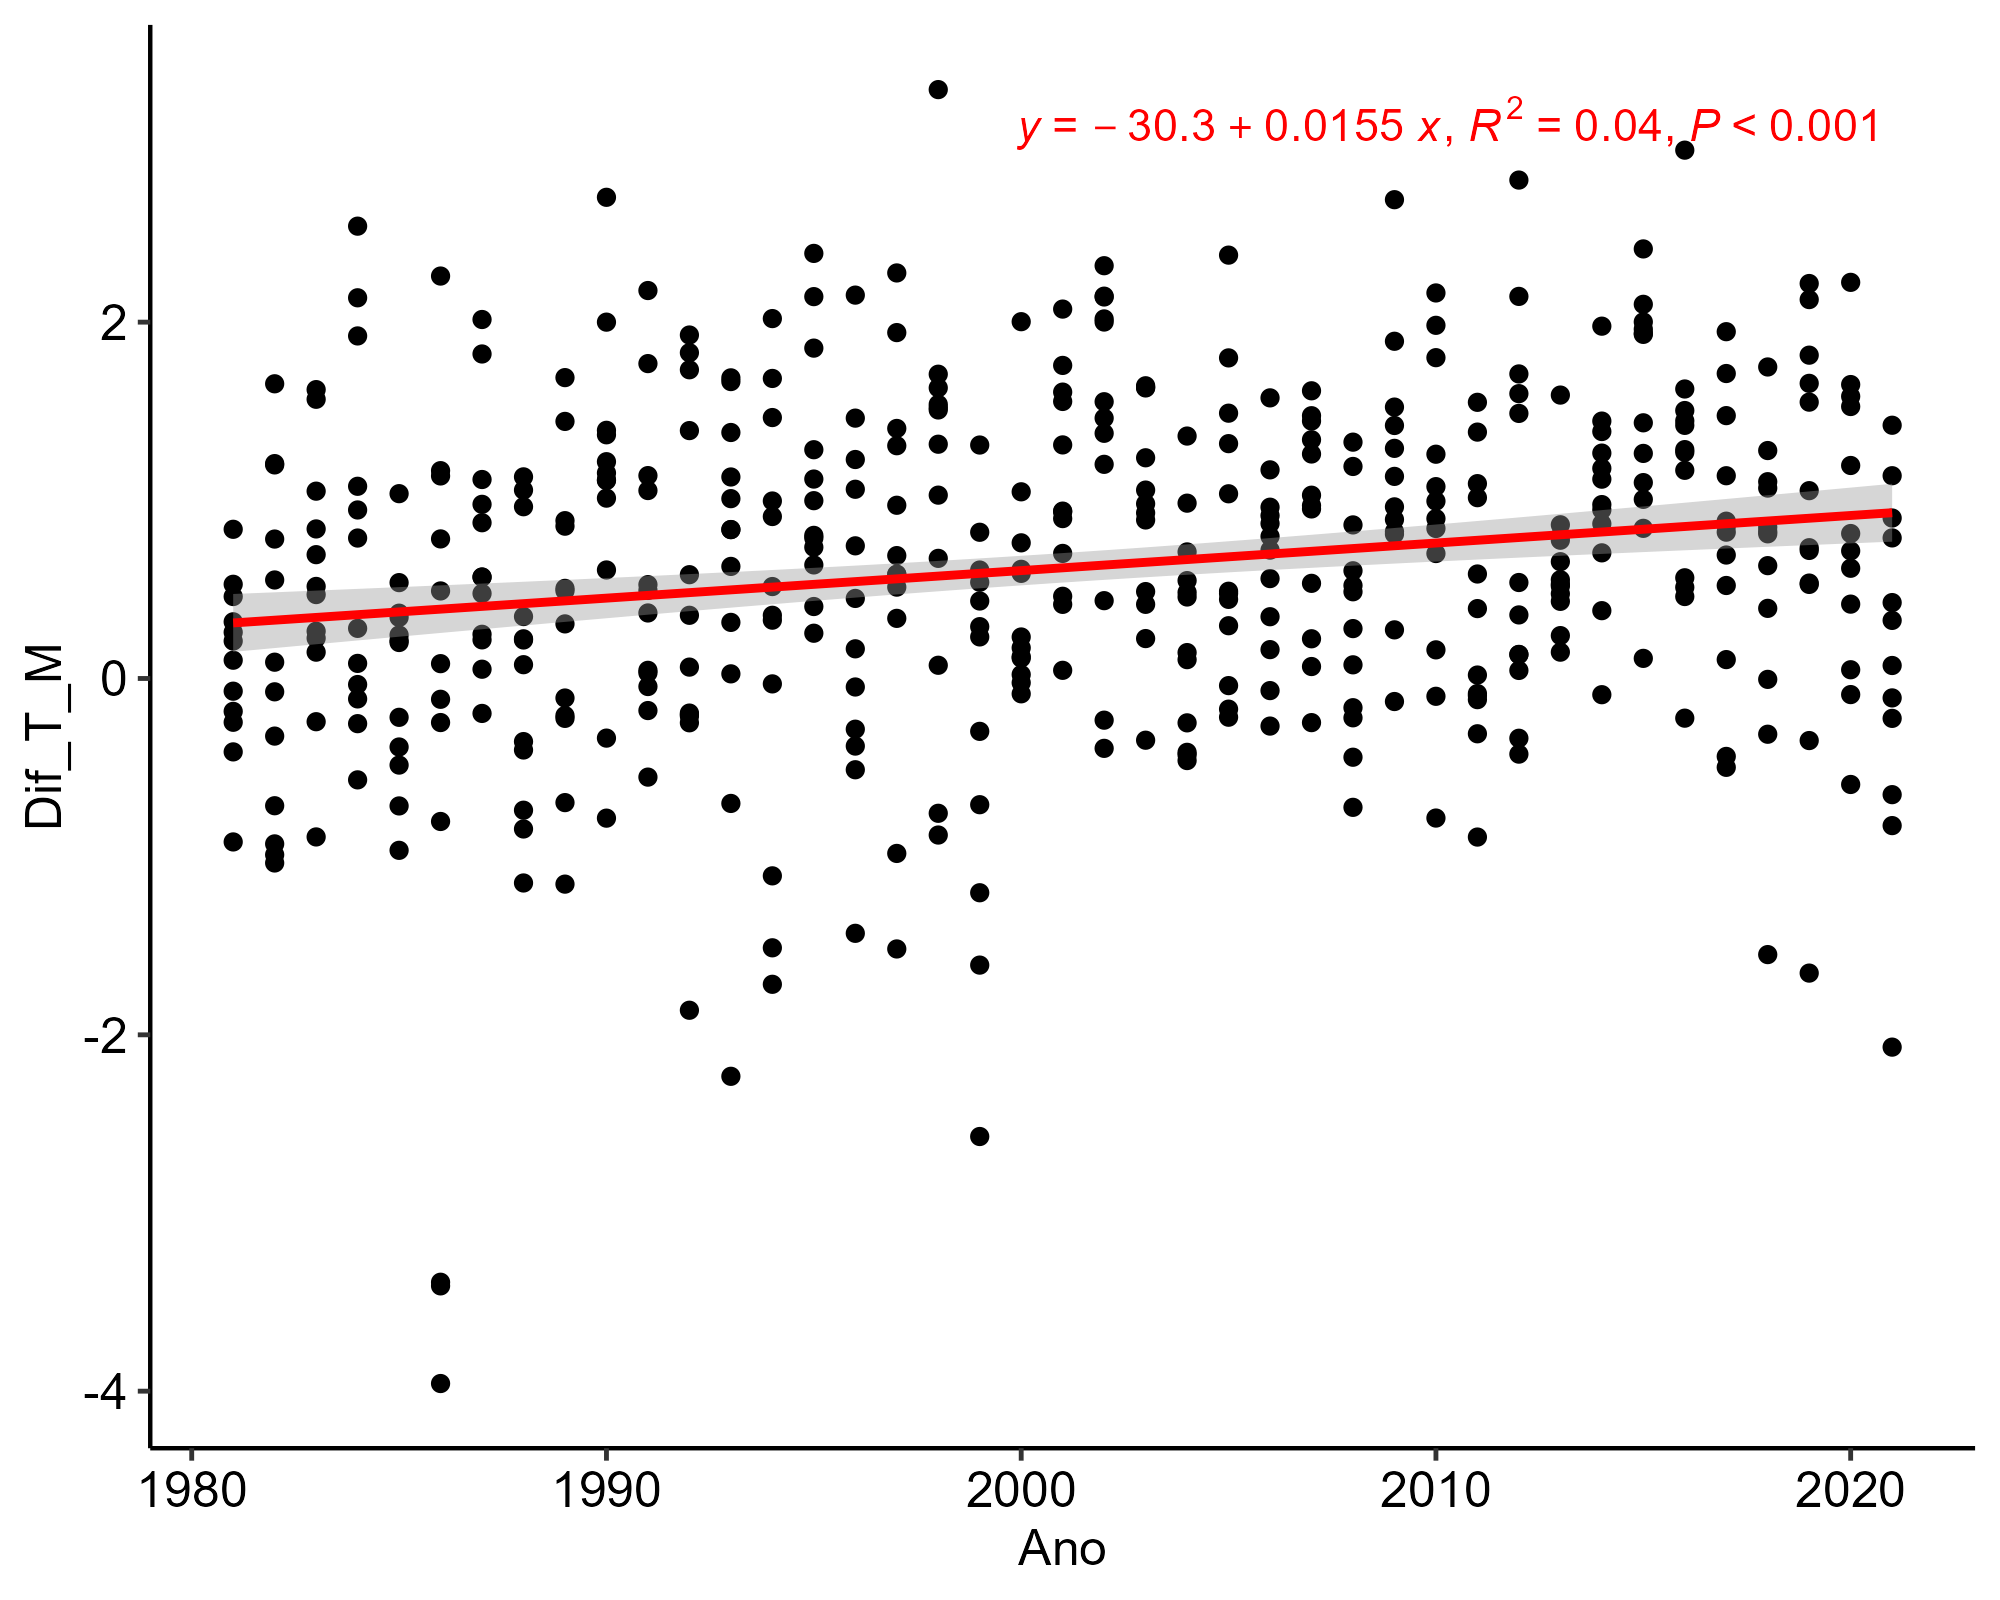 y = − 30.3 + 0.0155 x, R² = 0.04, P < 0.001
2
0
-2
-4
Dif_T_M
1980 1990 2000 2010 2020
Ano